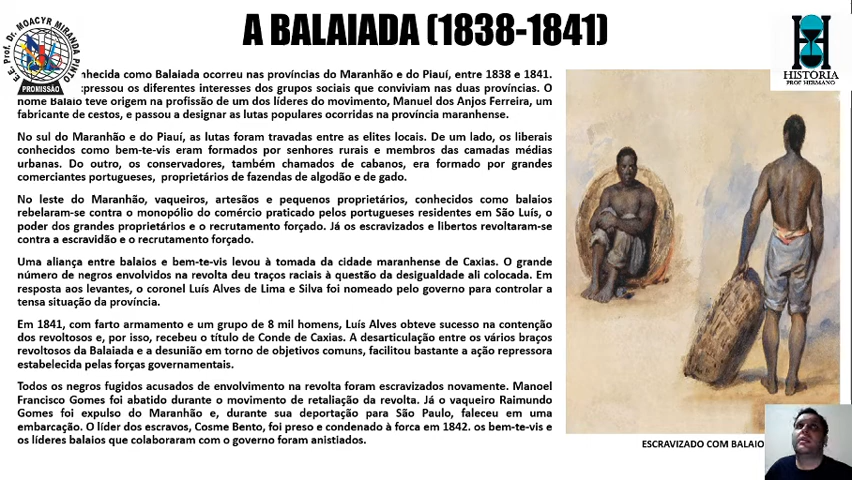 A BALAIADA (1838-1841)
E.E. Prof. Dr. MOACYR MIRANDA PINTO
PROMISSÃO
HISTORIA
PROF HERMANO
nhecida como Balaiada ocorreu nas províncias do Maranhão e do Piauí, entre 1838 e 1841.
pressou os diferentes interesses dos grupos sociais que conviviam nas duas províncias. O
nome Balaio teve origem na profissão de um dos líderes do movimento, Manuel dos Anjos Ferreira, um
fabricante de cestos, e passou a designar as lutas populares ocorridas na província maranhense.
No sul do Maranhão e do Piauí, as lutas foram travadas entre as elites locais. De um lado, os liberais
conhecidos como bem-te-vis eram formados por senhores rurais e membros das camadas médias
urbanas. Do outro, os conservadores, também chamados de cabanos, era formado por grandes
comerciantes portugueses, proprietários de fazendas de algodão e de gado.
No leste do Maranhão, vaqueiros, artesãos e pequenos proprietários, conhecidos como balaios
rebelaram-se contra o monopólio do comércio praticado pelos portugueses residentes em São Luís, o
poder dos grandes proprietários e o recrutamento forçado. Já os escravizados e libertos revoltaram-se
contra a escravidão e o recrutamento forçado.
Uma aliança entre balaios e bem-te-vis levou à tomada da cidade maranhense de Caxias. O grande
número de negros envolvidos na revolta deu traços raciais à questão da desigualdade ali colocada. Em
resposta aos levantes, o coronel Luís Alves de Lima e Silva foi nomeado pelo governo para controlar a
tensa situação da província.
Em 1841, com farto armamento e um grupo de 8 mil homens, Luís Alves obteve sucesso na contenção
dos revoltosos e, por isso, recebeu o título de Conde de Caxias. A desarticulação entre os vários braços
revoltosos da Balaiada e a desunião em torno de objetivos comuns, facilitou bastante a ação repressora
estabelecida pelas forças governamentais.
Todos os negros fugidos acusados de envolvimento na revolta foram escravizados novamente. Manoel
Francisco Gomes foi abatido durante o movimento de retaliação da revolta. Já o vaqueiro Raimundo
Gomes foi expulso do Maranhão e, durante sua deportação para São Paulo, faleceu em uma
embarcação. O líder dos escravos, Cosme Bento, foi preso e condenado à forca em 1842. os bem-te-vis e
os líderes balaios que colaboraram com o governo foram anistiados.
ESCRAVIZADO COM BALAIO